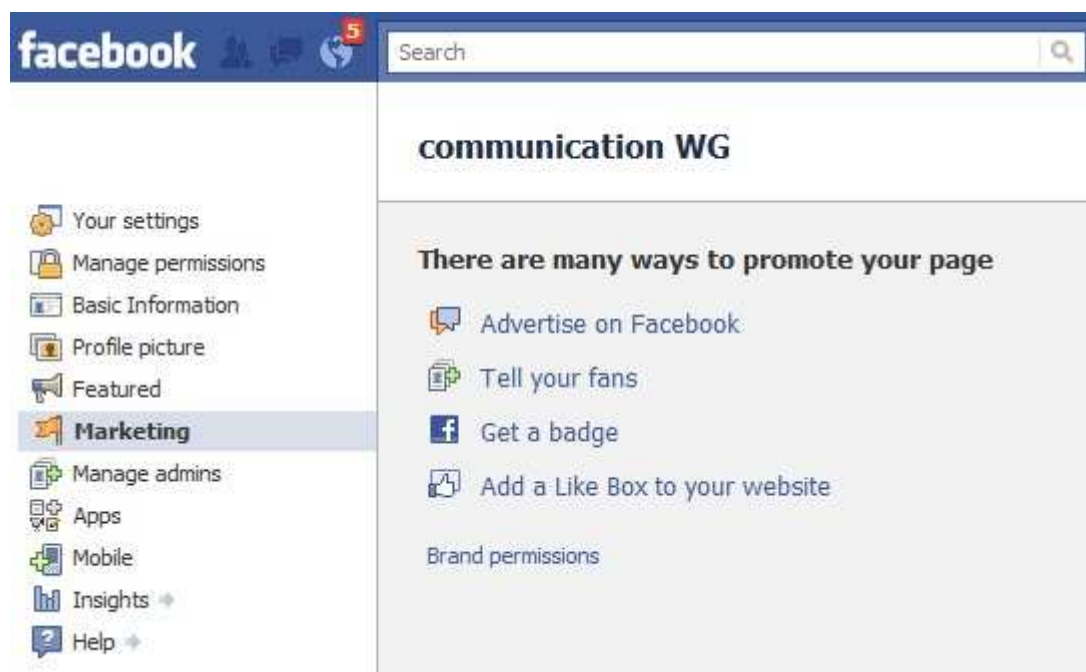 facebook
5
Search
communication WG
Your settings
Manage permissions
Basic Information
Profile picture
Featured
Marketing
Manage admins
Apps
Mobile
Insights
Help
There are many ways to promote your page
Advertise on Facebook
Tell your fans
Get a badge
Add a Like Box to your website
Brand permissions